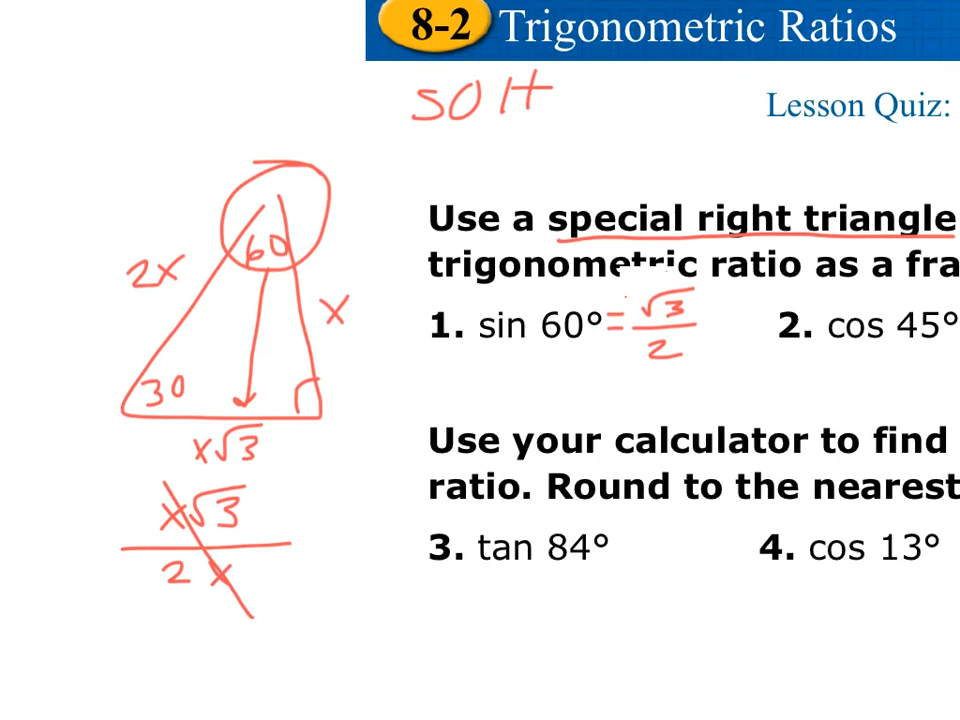 8-2 Trigonometric Ratios
SOH
Lesson Quiz:
60
2x
x
30
x√3
x√3
2x
Use a special right triangle
trigonometric ratio as a fra
1. sin 60° = √3/2 2. cos 45°
Use your calculator to find
ratio. Round to the nearest
3. tan 84° 4. cos 13°